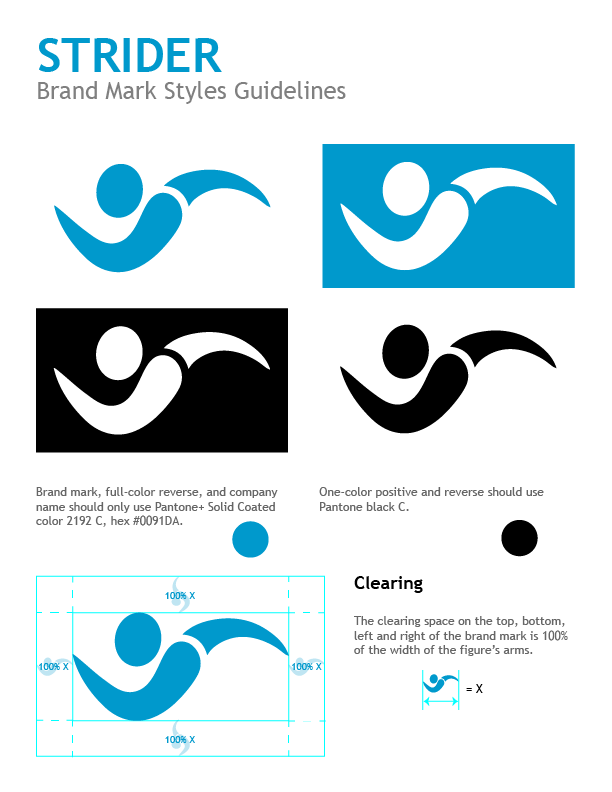 STRIDER
Brand Mark Styles Guidelines
Brand mark, full-color reverse, and company
name should only use Pantone+ Solid Coated
color 2192 C, hex #0091DA.
One-color positive and reverse should use
Pantone black C.
100% X
100% X
100% X
100% X
Clearing
The clearing space on the top, bottom,
left and right of the brand mark is 100%
of the width of the figure’s arms.
= X